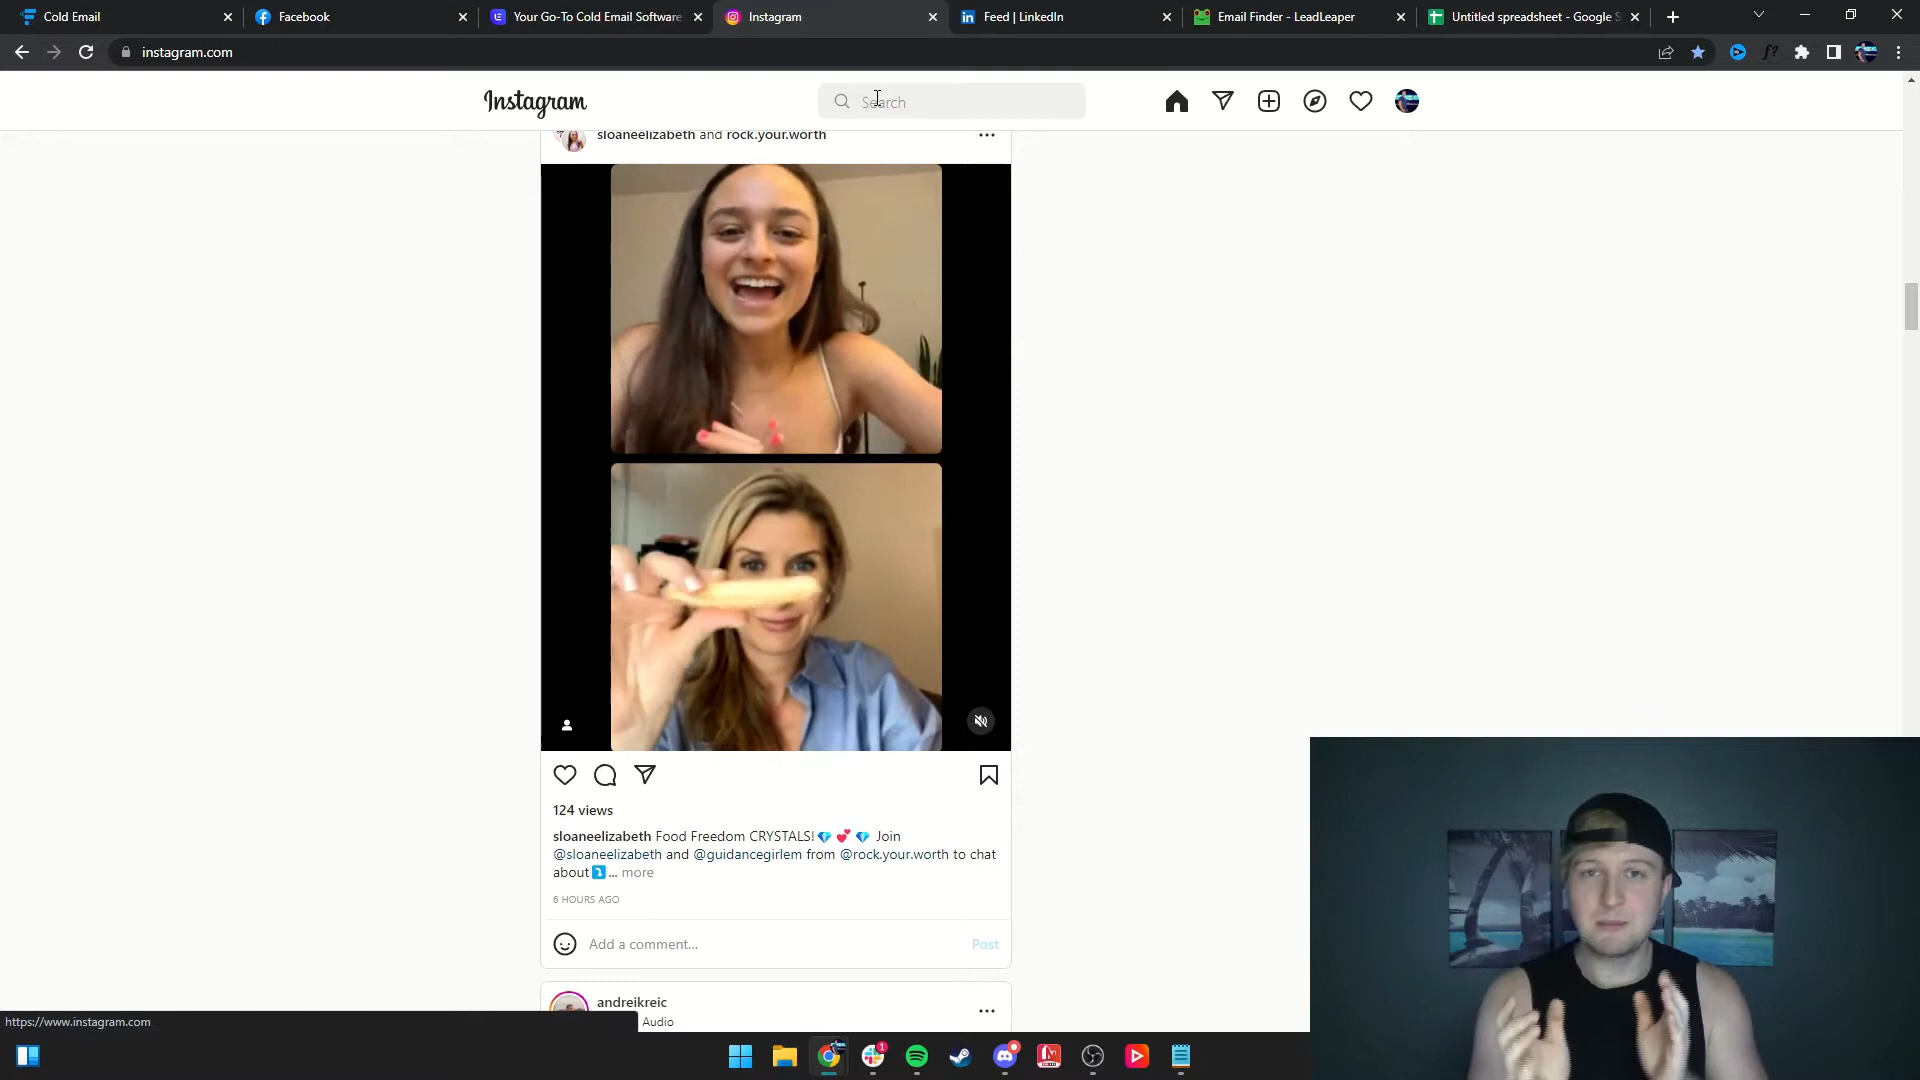 Cold Email
Facebook
Your Go-To Cold Email Software
Instagram
Feed | LinkedIn
Email Finder - LeadLeaper
Untitled spreadsheet - Google S
instagram.com
f?
Instagram
Search
sloaneelizabeth and rock.your.worth
124 views
sloaneelizabeth Food Freedom CRYSTALS!💎 💕 💎 Join
@sloaneelizabeth and @guidancegirlem from @rock.your.worth to chat
about⤵️... more
6 HOURS AGO
Add a comment...
Post
andreikreic
Audio
https://www.instagram.com
1